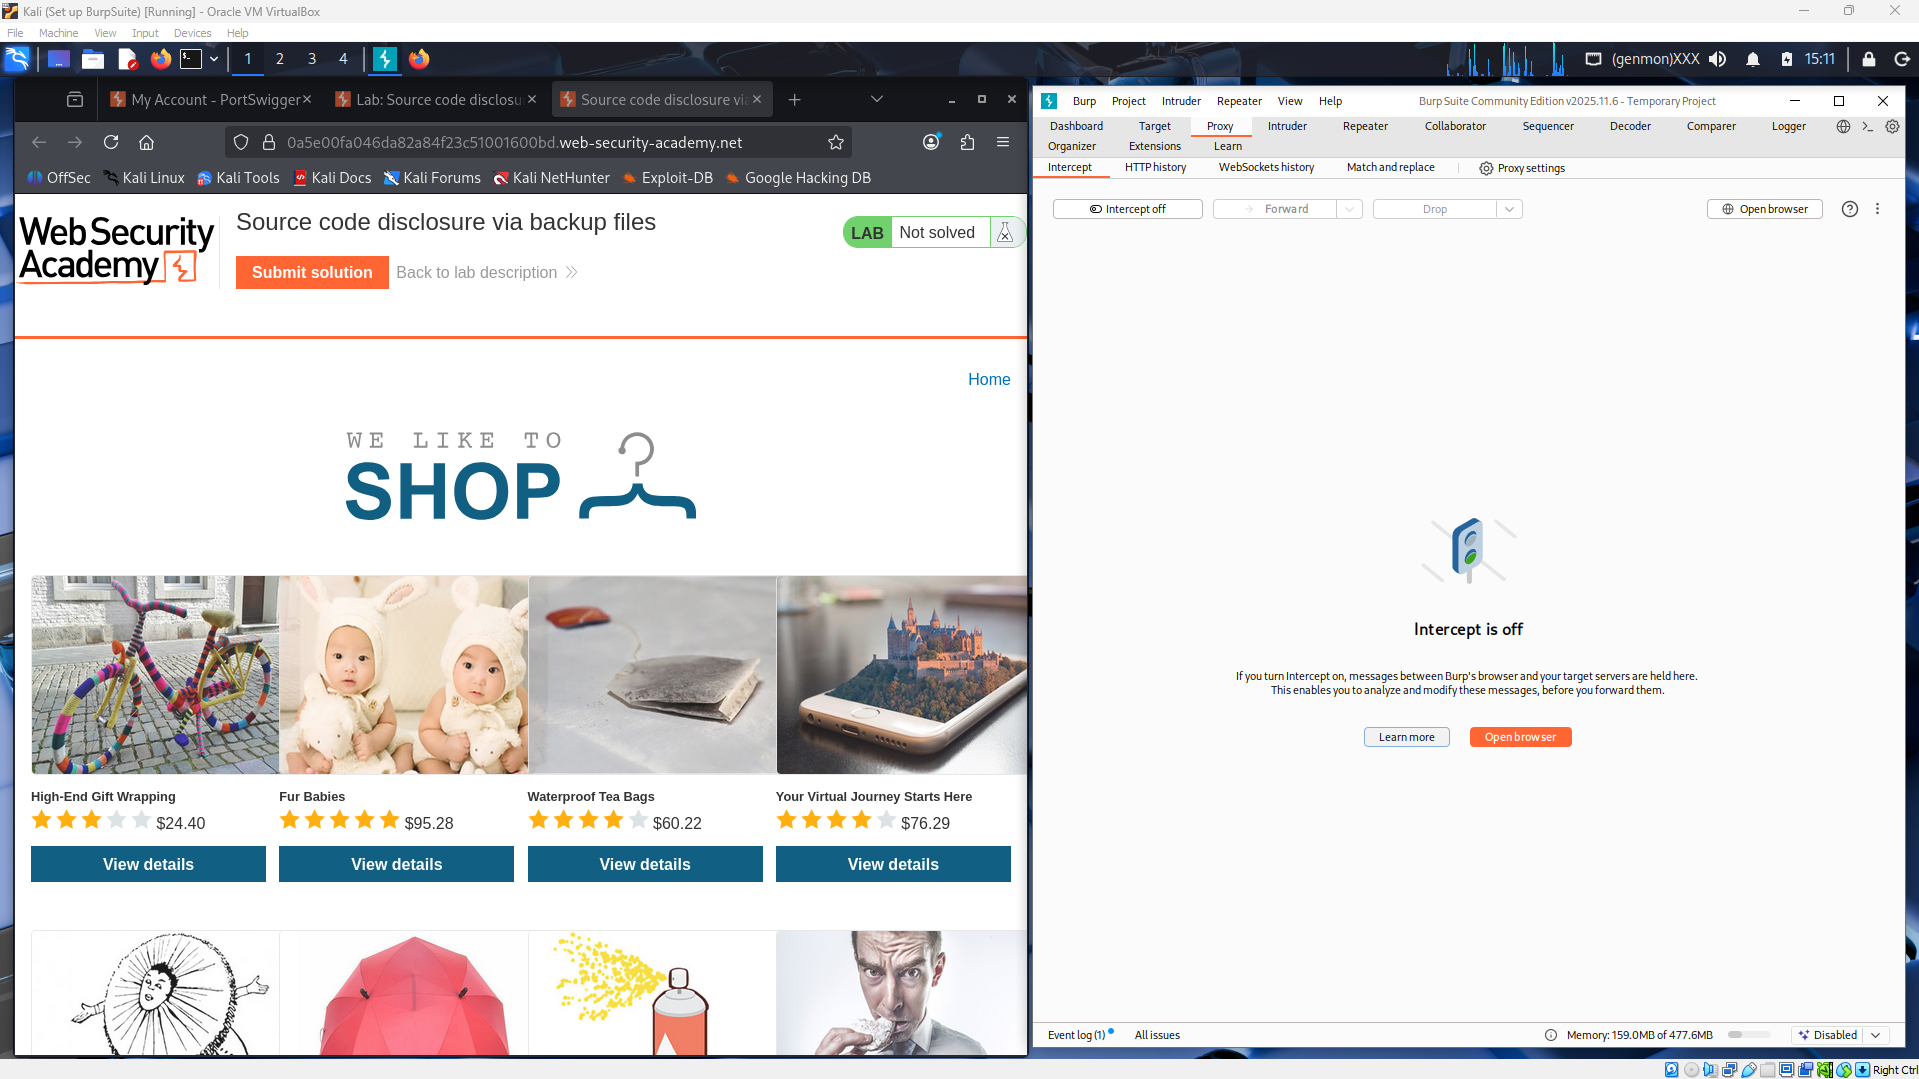 Kali (Set up BurpSuite) [Running] - Oracle VM VirtualBox
File Machine View Input Devices Help
1 2 3 4 (genmon)XXX 15:11
My Account - PortSwigger Lab: Source code disclosu Source code disclosure via
0a5e00fa046da82a84f23c51001600bd.web-security-academy.net
OffSec Kali Linux Kali Tools Kali Docs Kali Forums Kali NetHunter Exploit-DB Google Hacking DB
Web Security Academy
Source code disclosure via backup files
LAB Not solved
Submit solution Back to lab description
Home
WE LIKE TO
SHOP
High-End Gift Wrapping
$24.40
View details
Fur Babies
$95.28
View details
Waterproof Tea Bags
$60.22
View details
Your Virtual Journey Starts Here
$76.29
View details
Burp Project Intruder Repeater View Help Burp Suite Community Edition v2025.11.6 - Temporary Project
Dashboard Target Proxy Intruder Repeater Collaborator Sequencer Decoder Comparer Logger
Organizer Extensions Learn
Intercept HTTP history WebSockets history Match and replace Proxy settings
Intercept off Forward Drop Open browser
Intercept is off
If you turn Intercept on, messages between Burp's browser and your target servers are held here.
This enables you to analyze and modify these messages, before you forward them.
Learn more Open browser
Event log (1) All issues Memory: 159.0MB of 477.6MB Disabled
Right Ctrl